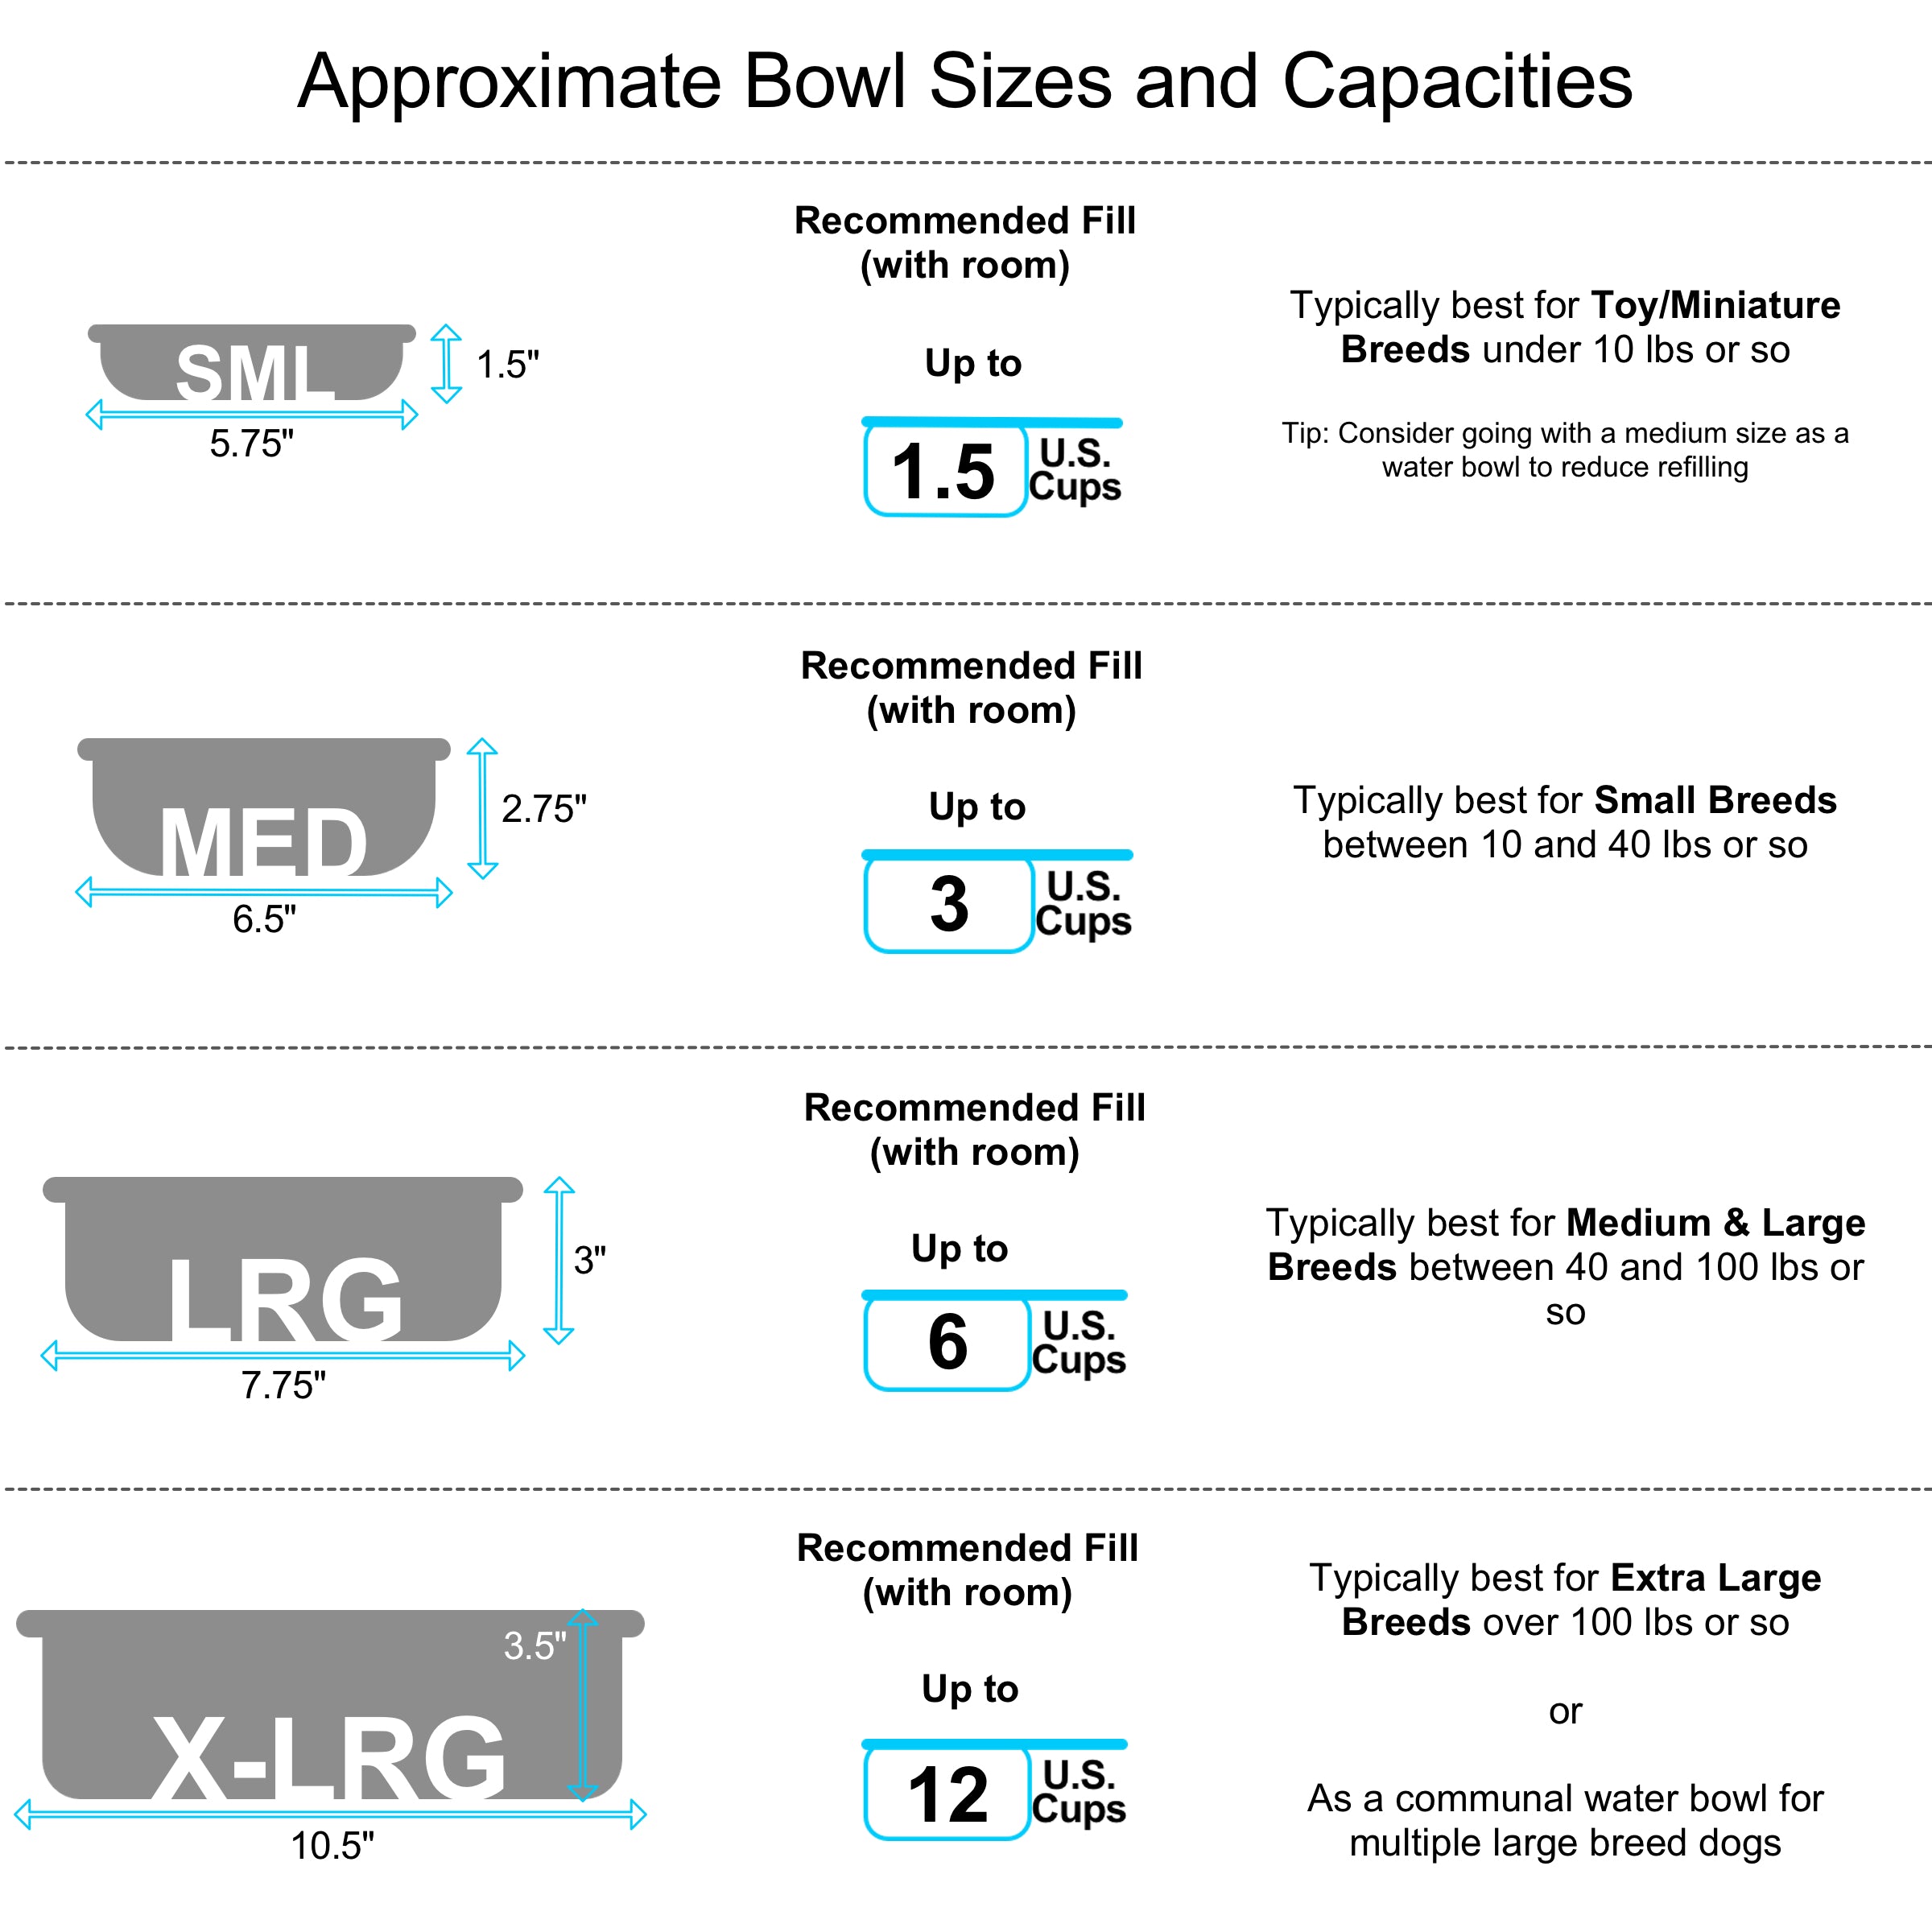 Approximate Bowl Sizes and Capacities
SML
1.5"
5.75"
Recommended Fill
(with room)
Up to
1.5
U.S.
Cups
Typically best for Toy/Miniature
Breeds under 10 lbs or so
Tip: Consider going with a medium size as a
water bowl to reduce refilling
MED
2.75"
6.5"
Recommended Fill
(with room)
Up to
3
U.S.
Cups
Typically best for Small Breeds
between 10 and 40 lbs or so
LRG
3"
7.75"
Recommended Fill
(with room)
Up to
6
U.S.
Cups
Typically best for Medium & Large
Breeds between 40 and 100 lbs or
so
X-LRG
3.5"
10.5"
Recommended Fill
(with room)
Up to
12
U.S.
Cups
Typically best for Extra Large
Breeds over 100 lbs or so
or
As a communal water bowl for
multiple large breed dogs